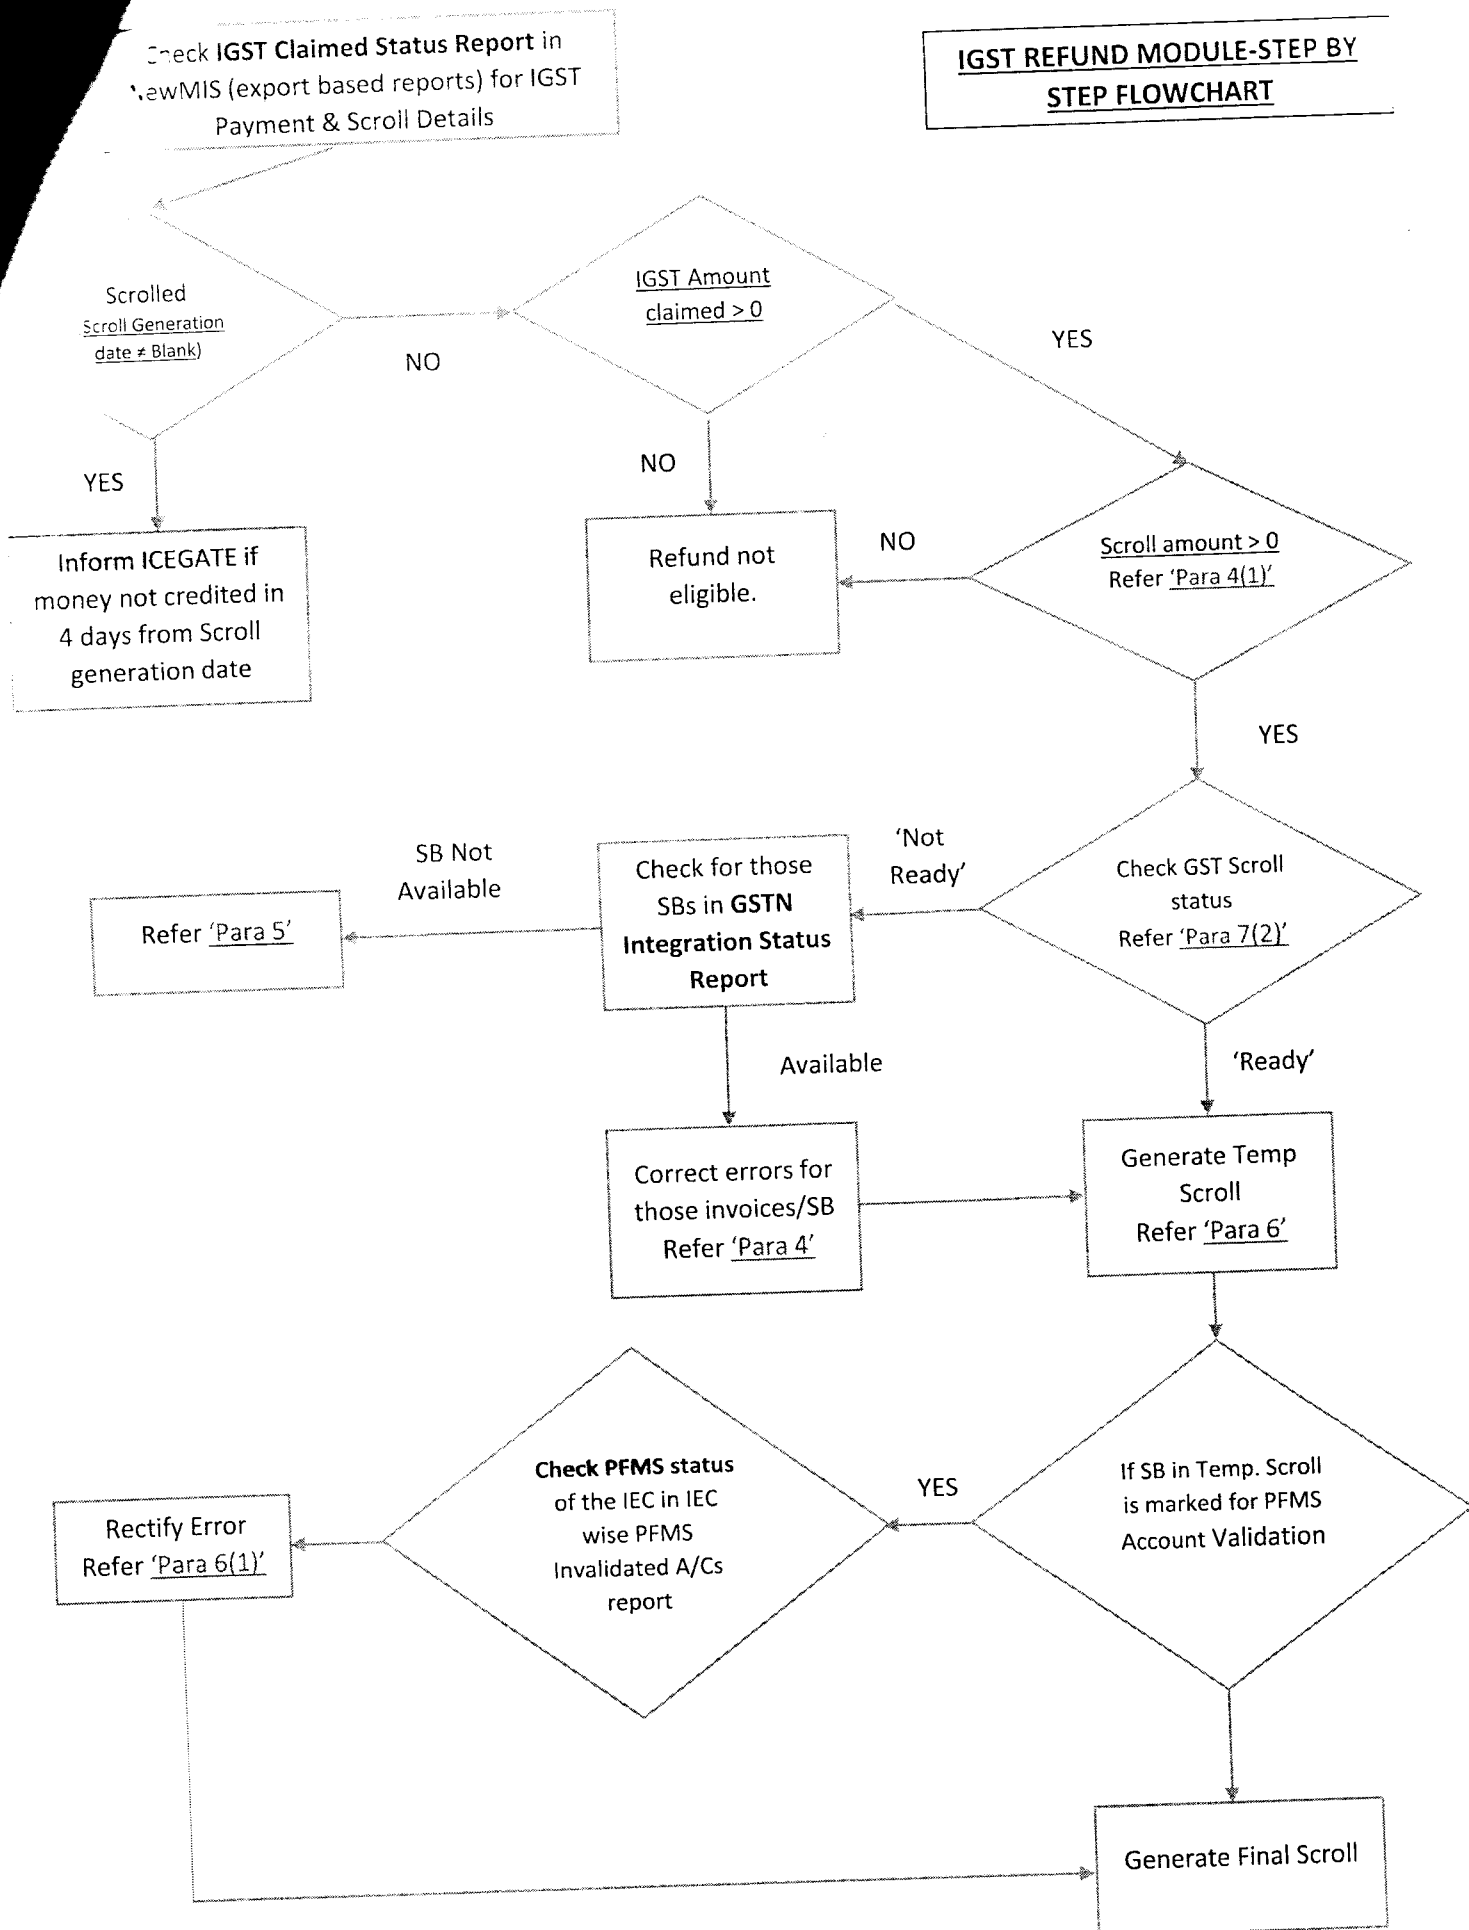 IGST Claimed Status Report in
(export based reports) for IGST
Payment & Scroll Details
IGST REFUND MODULE-STEP BY
STEP FLOWCHART
Scrolled
Scroll Generation
date ≠ Blank)
NO
YES
IGST Amount
claimed > 0
YES
NO
Inform ICEGATE if
money not credited in
4 days from Scroll
generation date
Refund not
eligible.
NO
Scroll amount > 0
Refer ‘Para 4(1)’
YES
SB Not
Available
Refer ‘Para 5’
Check for those
SBs in GSTN
Integration Status
Report
‘Not
Ready’
Check GST Scroll
status
Refer ‘Para 7(2)’
Available
‘Ready’
Correct errors for
those invoices/SB
Refer ‘Para 4’
Generate Temp
Scroll
Refer ‘Para 6’
Rectify Error
Refer ‘Para 6(1)’
Check PFMS status
of the IEC in IEC
wise PFMS
Invalidated A/Cs
report
YES
If SB in Temp. Scroll
is marked for PFMS
Account Validation
Generate Final Scroll